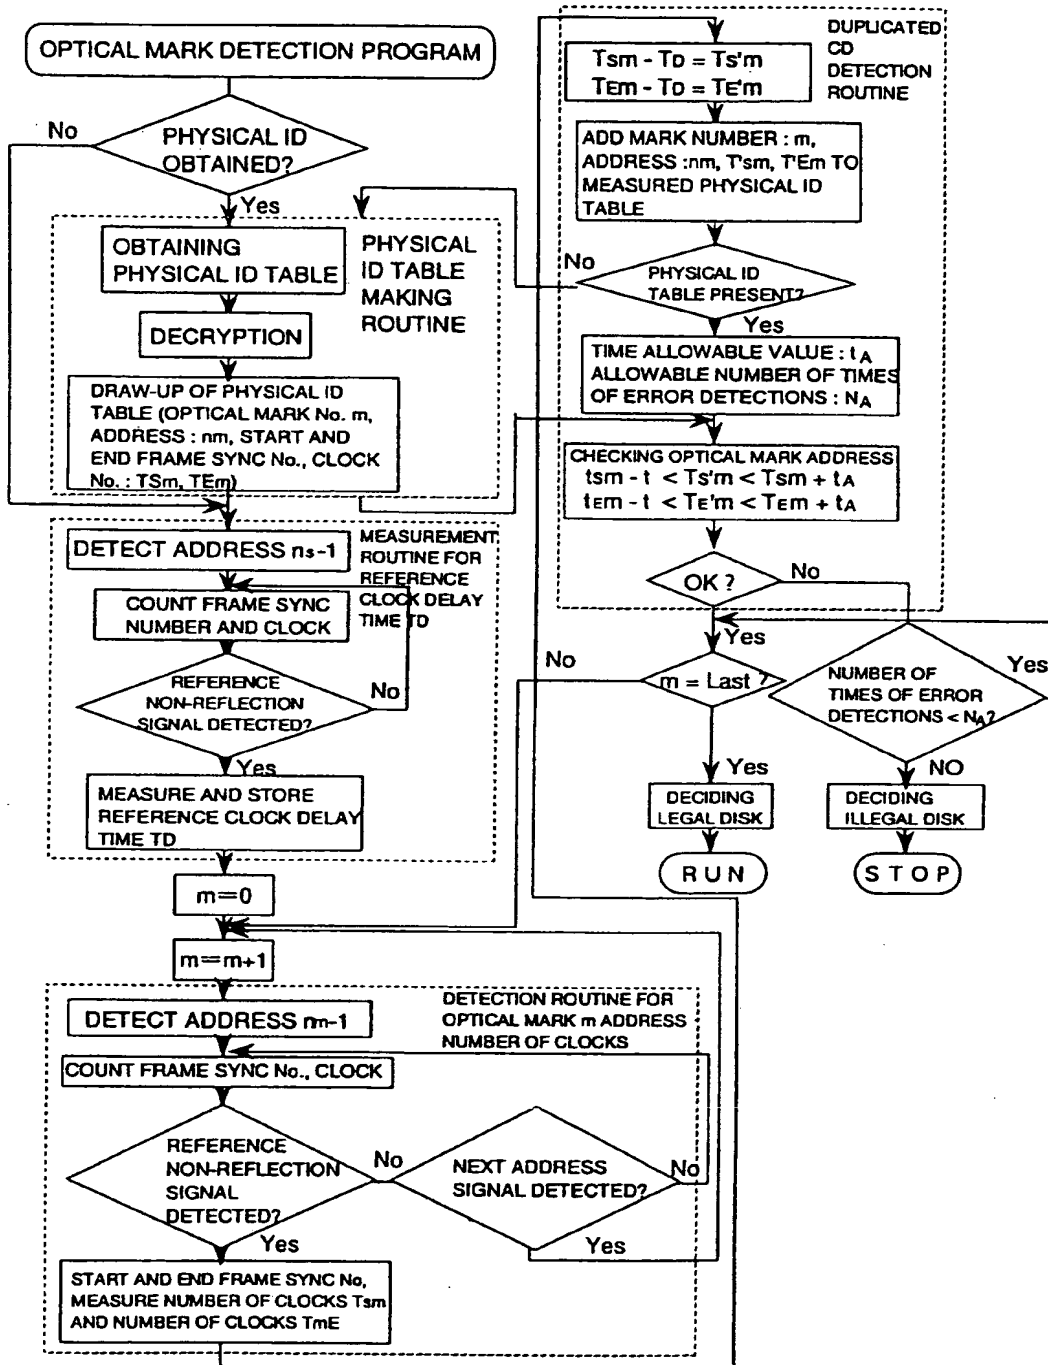 OPTICAL MARK DETECTION PROGRAM
No
PHYSICAL ID
OBTAINED?
Yes
OBTAINING
PHYSICAL ID TABLE
PHYSICAL
ID TABLE
MAKING
ROUTINE
DECRYPTION
DRAW-UP OF PHYSICAL ID
TABLE (OPTICAL MARK No. m,
ADDRESS : nm, START AND
END FRAME SYNC No., CLOCK
No. : TSm, TEm)
DETECT ADDRESS ns-1
MEASUREMENT
ROUTINE FOR
REFERENCE
CLOCK DELAY
TIME TD
COUNT FRAME SYNC
NUMBER AND CLOCK
REFERENCE
NON-REFLECTION
SIGNAL DETECTED?
No
Yes
MEASURE AND STORE
REFERENCE CLOCK DELAY
TIME TD
m=0
m=m+1
DETECT ADDRESS nm-1
DETECTION ROUTINE FOR
OPTICAL MARK m ADDRESS
NUMBER OF CLOCKS
COUNT FRAME SYNC No., CLOCK
REFERENCE
NON-REFLECTION
SIGNAL
DETECTED?
No
NEXT ADDRESS
SIGNAL DETECTED?
No
Yes
Yes
START AND END FRAME SYNC No,
MEASURE NUMBER OF CLOCKS Tsm
AND NUMBER OF CLOCKS TmE
DUPLICATED
CD
DETECTION
ROUTINE
Tsm - TD = Ts'm
TEm - TD = TE'm
ADD MARK NUMBER : m,
ADDRESS :nm, T'sm, T'Em TO
MEASURED PHYSICAL ID
TABLE
No
PHYSICAL ID
TABLE PRESENT?
Yes
TIME ALLOWABLE VALUE : tA
ALLOWABLE NUMBER OF TIMES
OF ERROR DETECTIONS : NA
CHECKING OPTICAL MARK ADDRESS
tsm - t < Ts'm < Tsm + tA
tEm - t < TE'm < TEm + tA
OK ?
No
Yes
No
m = Last ?
NUMBER OF
TIMES OF ERROR
DETECTIONS < NA?
Yes
Yes
NO
DECIDING
LEGAL DISK
DECIDING
ILLEGAL DISK
RUN
STOP